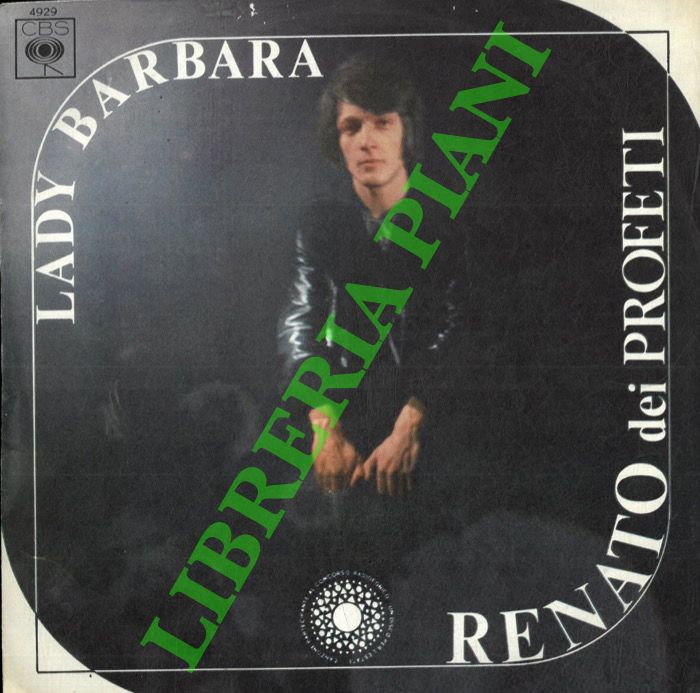 4929
CBS
LADY BARBARA
RENATO dei PROFETI
LIBRERIA PIANI